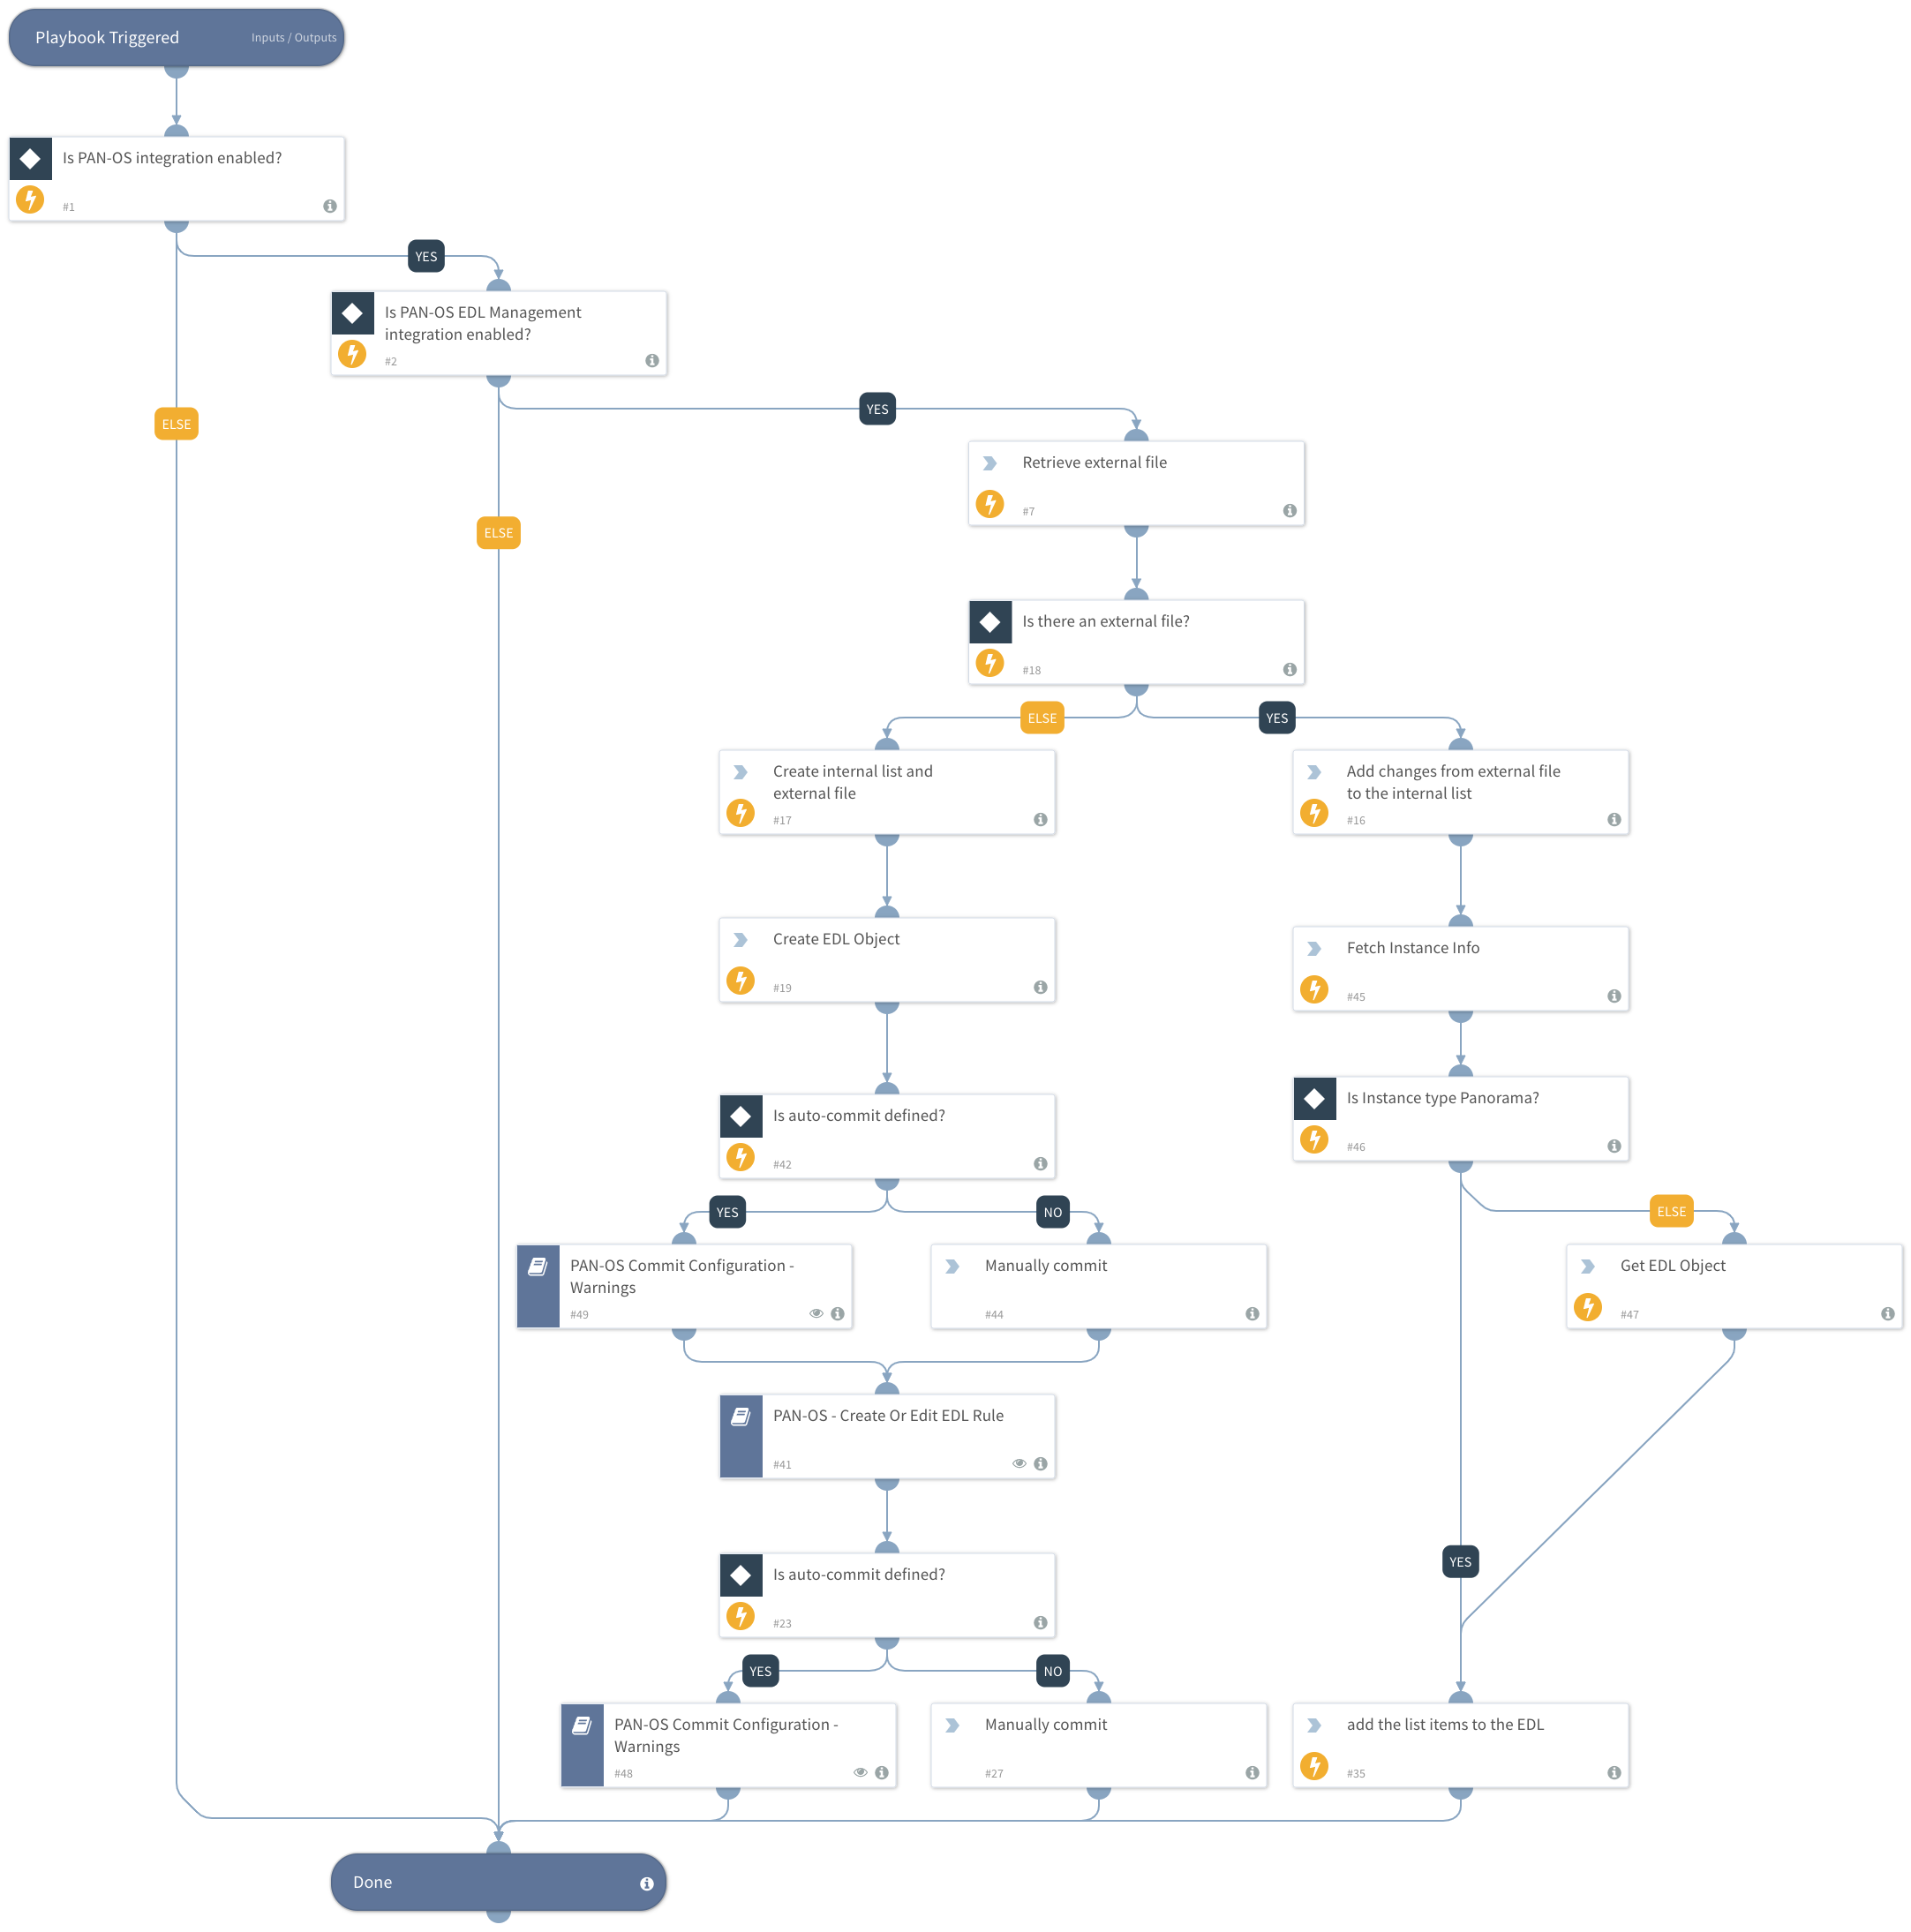 Playbook Triggered
Inputs / Outputs
Is PAN-OS integration enabled?
#1
YES
Is PAN-OS EDL Management
integration enabled?
#2
YES
ELSE
Retrieve external file
#7
ELSE
Is there an external file?
#18
ELSE
YES
Create internal list and
external file
#17
Add changes from external file
to the internal list
#16
Create EDL Object
#19
Fetch Instance Info
#45
Is auto-commit defined?
#42
Is Instance type Panorama?
#46
YES
NO
ELSE
PAN-OS Commit Configuration -
Warnings
#49
Manually commit
#44
Get EDL Object
#47
PAN-OS - Create Or Edit EDL Rule
#41
YES
Is auto-commit defined?
#23
YES
NO
PAN-OS Commit Configuration -
Warnings
#48
Manually commit
#27
add the list items to the EDL
#35
Done